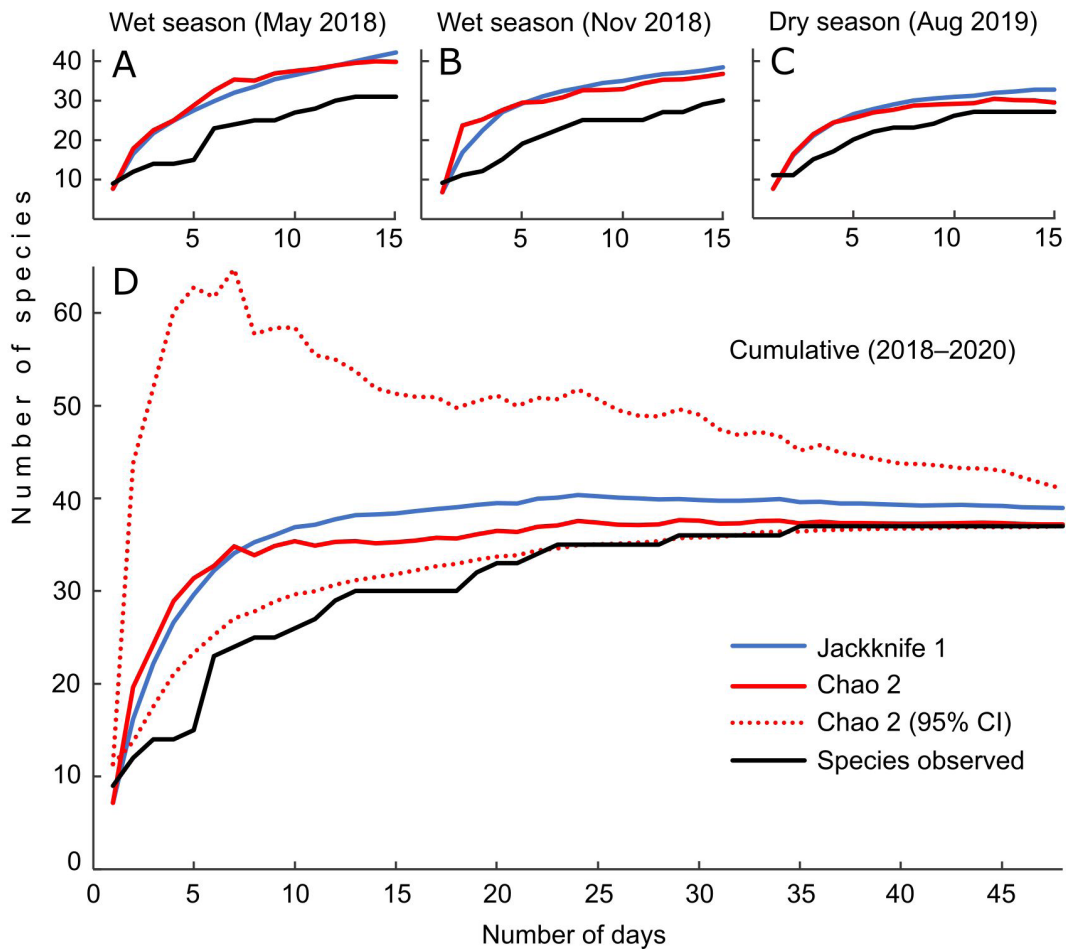 Wet season (May 2018)
Wet season (Nov 2018)
Dry season (Aug 2019)
A
B
C
40
30
20
10
5
10
15
5
10
15
5
10
15
Number of species
D
Cumulative (2018–2020)
60
50
40
30
20
10
0
Jackknife 1
Chao 2
Chao 2 (95% CI)
Species observed
0
5
10
15
20
25
30
35
40
45
Number of days